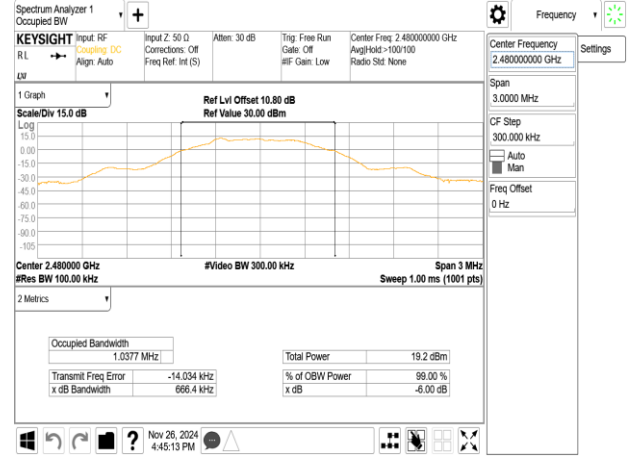 Spectrum Analyzer 1
Occupied BW
Frequency
Settings
KEYSIGHT Input: RF Input Z: 50 Ω Atten: 30 dB Trig: Free Run Center Freq: 2.480000000 GHz
RL Coupling: DC Corrections: Off Gate: Off Avg|Hold:>100/100
Align: Auto Freq Ref: Int (S) #IF Gain: Low Radio Std: None
LXI
Center Frequency
2.480000000 GHz
Span
3.0000 MHz
CF Step
300.000 kHz
Auto
Man
Freq Offset
0 Hz
1 Graph
Ref Lvl Offset 10.80 dB
Scale/Div 15.0 dB Ref Value 30.00 dBm
Log
15.0
0.00
-15.0
-30.0
-45.0
-60.0
-75.0
-90.0
-105
Center 2.480000 GHz #Video BW 300.00 kHz Span 3 MHz
#Res BW 100.00 kHz Sweep 1.00 ms (1001 pts)
2 Metrics
Occupied Bandwidth
1.0377 MHz Total Power 19.2 dBm
Transmit Freq Error -14.034 kHz % of OBW Power 99.00 %
x dB Bandwidth 666.4 kHz x dB -6.00 dB
Nov 26, 2024
4:45:13 PM